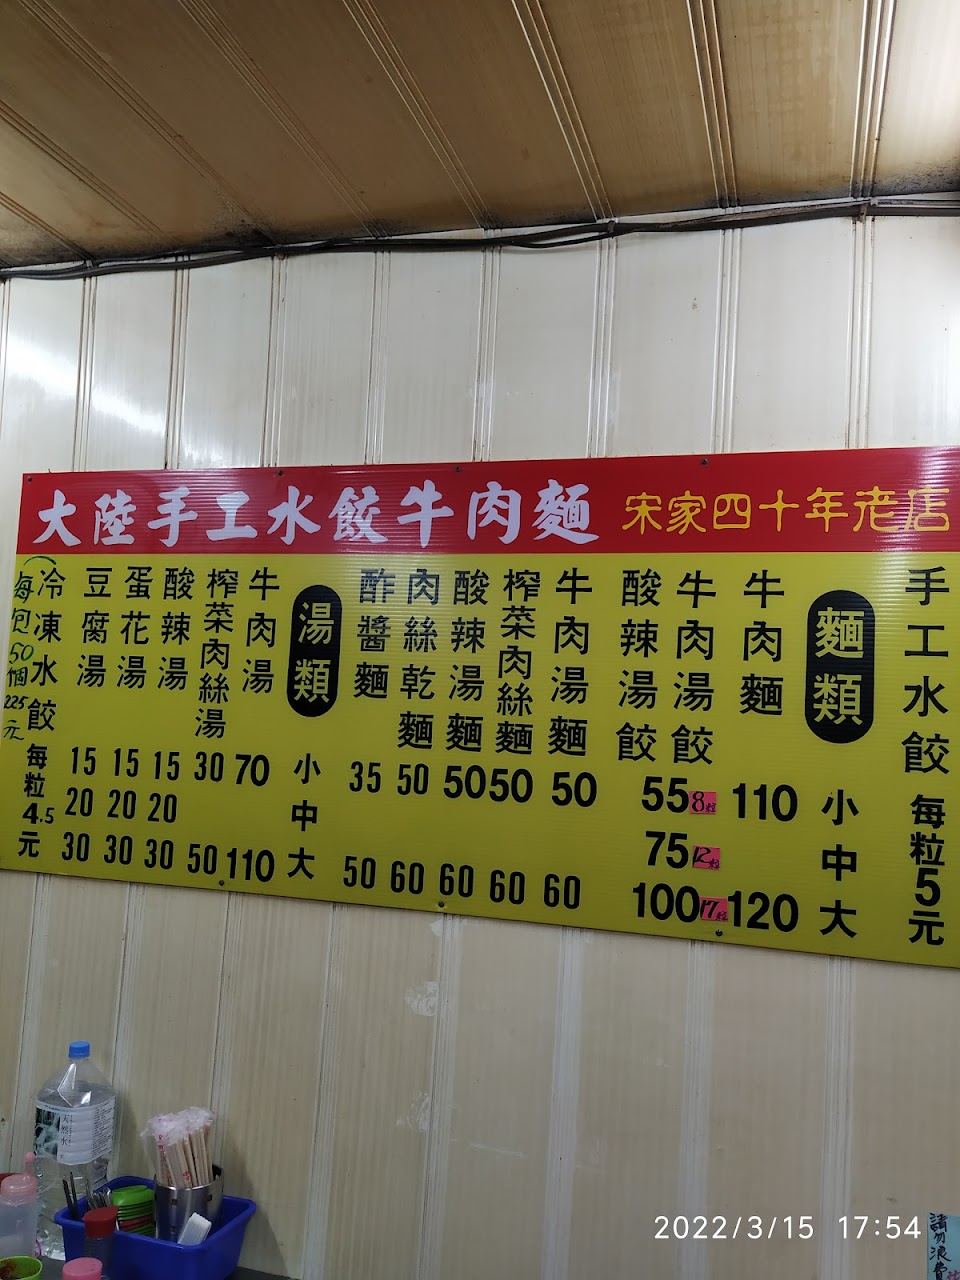 大陸手工水餃牛肉麵 宋家四十年老店
手工水餃 每粒5元
麵類 小 中 大
牛肉麵 110 120
牛肉湯餃
酸辣湯餃
55 8粒
75 12粒
100 17粒
牛肉湯麵 50 60
榨菜肉絲麵 50 60
酸辣湯麵 50 60
肉絲乾麵 50 60
酢醬麵 35 50
湯類 小 中 大
牛肉湯 70 110
榨菜肉絲湯 30 50
酸辣湯 15 20 30
蛋花湯 15 20 30
豆腐湯 15 20 30
冷凍水餃 每粒4.5元
每包50個225元
天然水
請勿浪費
2022/3/15 17:54